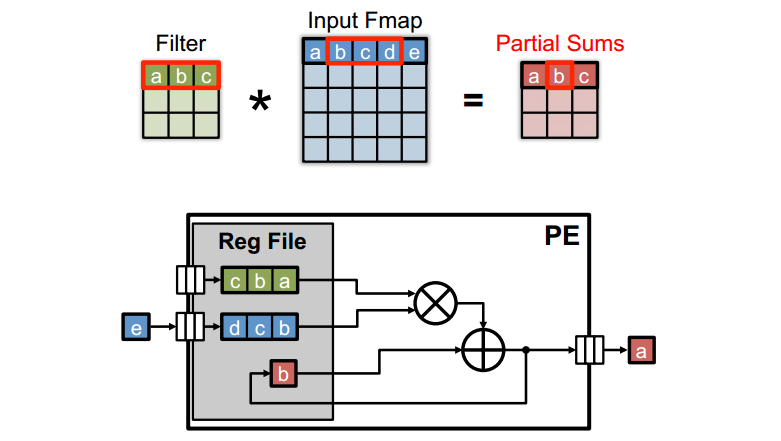 Input Fmap
Filter
Partial Sums
a b c
a b c d e
a b c
*
=
PE
Reg File
c b a
e
d c b
b
a